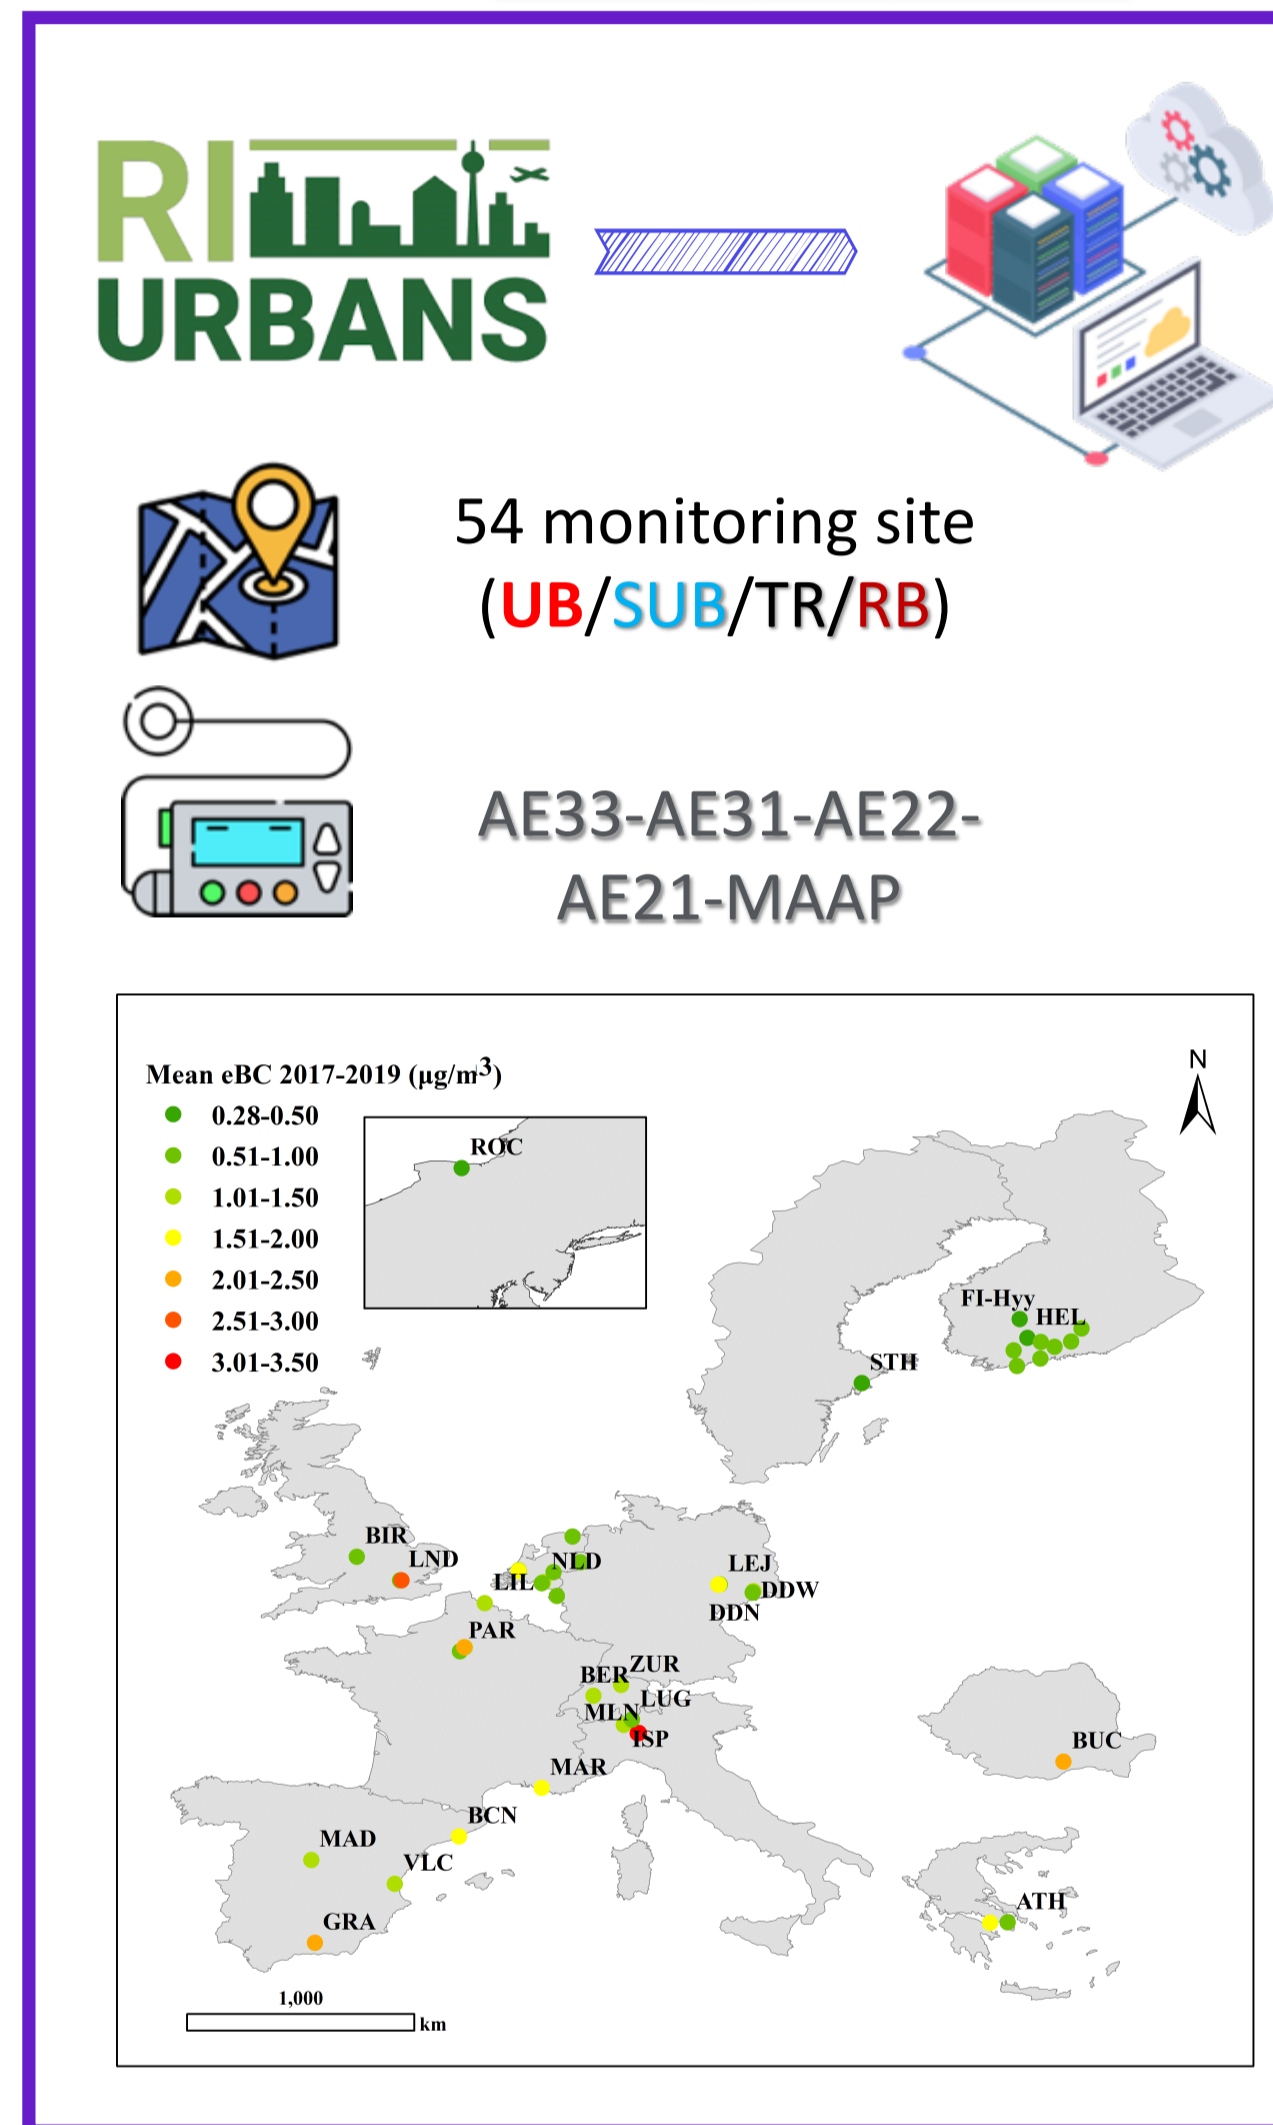 RI
URBANS
54 monitoring site
(UB/SUB/TR/RB)
AE33-AE31-AE22-
AE21-MAAP
Mean eBC 2017-2019 (µg/m³)
0.28-0.50
0.51-1.00
1.01-1.50
1.51-2.00
2.01-2.50
2.51-3.00
3.01-3.50
ROC
N
FI-Hyy
HEL
STH
BIR
LND
NLD
LIL
LEJ
DDW
DDN
PAR
ZUR
BER
LUG
MLN
ISP
BUC
MAR
BCN
MAD
VLC
GRA
ATH
1,000
km